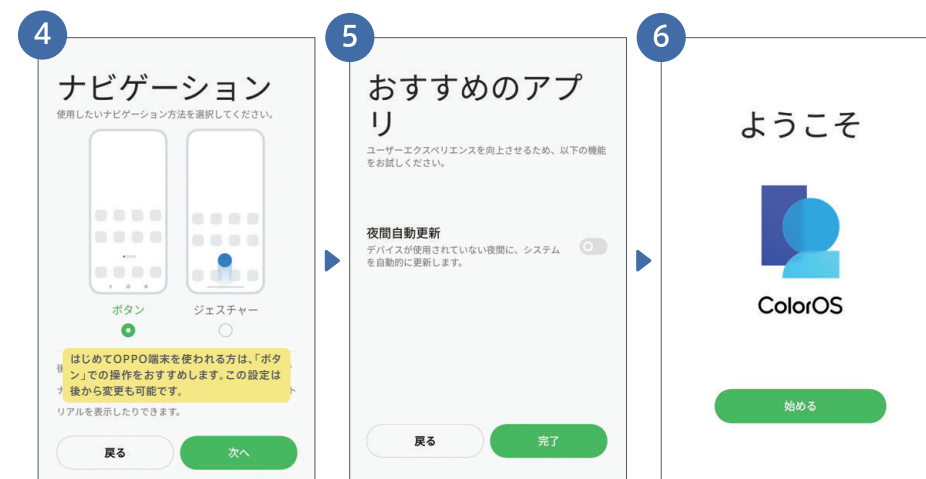 4
ナビゲーション
使用したいナビゲーション方法を選択してください。
ボタン
ジェスチャー
はじめてOPPO端末を使われる方は、「ボタ
ン」での操作をおすすめします。この設定は
後から変更も可能です。
リアルを表示したりできます。
戻る
次へ
5
おすすめのアプ
リ
ユーザーエクスペリエンスを向上させるため、以下の機能
をお試しください。
夜間自動更新
デバイスが使用されていない夜間に、システム
を自動的に更新します。
戻る
完了
6
ようこそ
ColorOS
始める